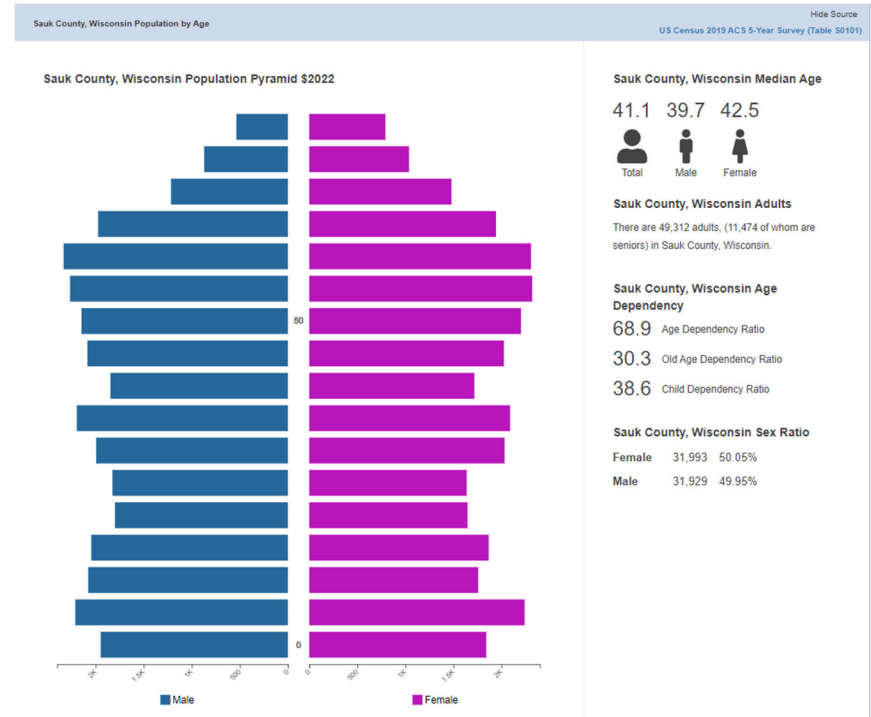 Sauk County, Wisconsin Population by Age
Hide Source
US Census 2019 ACS 5-Year Survey (Table S0101)
Sauk County, Wisconsin Population Pyramid $2022
50
0
2K
1.5K
1K
500
0
0
500
1K
1.5K
2K
Male
Female
Sauk County, Wisconsin Median Age
41.1 39.7 42.5
Total Male Female
Sauk County, Wisconsin Adults
There are 49,312 adults, (11,474 of whom are
seniors) in Sauk County, Wisconsin.
Sauk County, Wisconsin Age
Dependency
68.9 Age Dependency Ratio
30.3 Old Age Dependency Ratio
38.6 Child Dependency Ratio
Sauk County, Wisconsin Sex Ratio
Female 31,993 50.05%
Male 31,929 49.95%